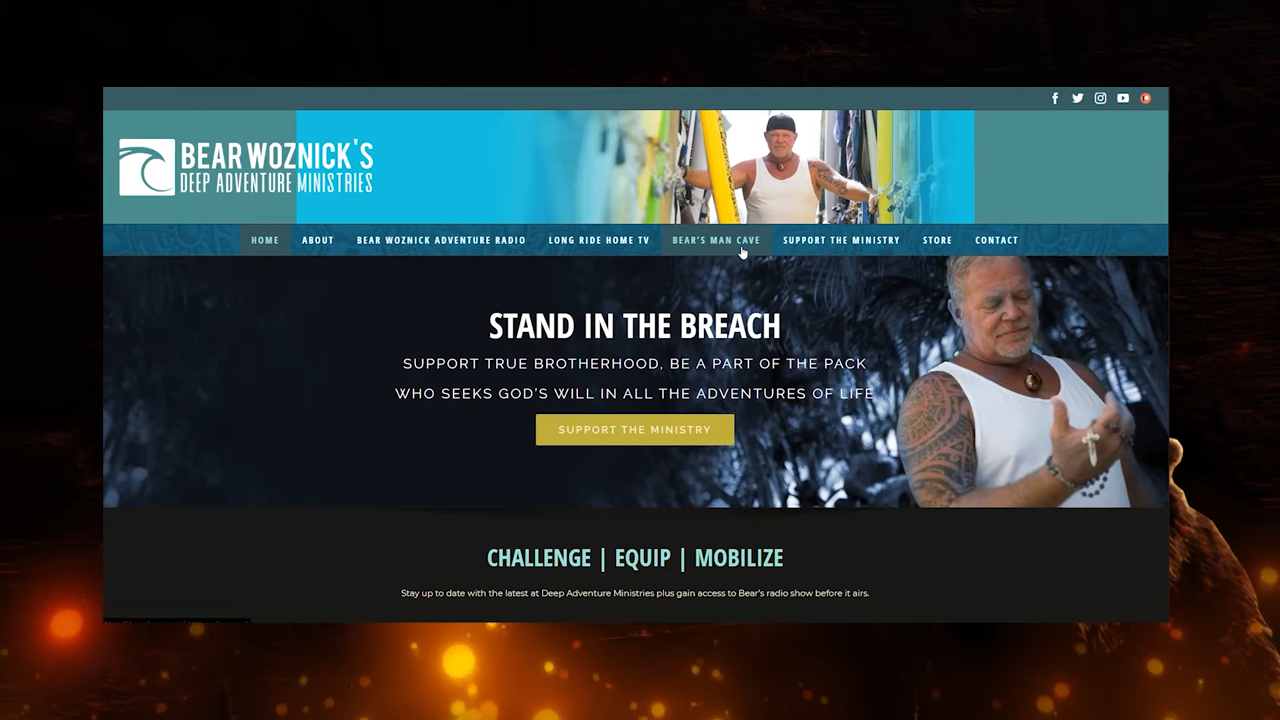 BEAR WOZNICK'S
DEEP ADVENTURE MINISTRIES
HOME ABOUT BEAR WOZNICK ADVENTURE RADIO LONG RIDE HOME TV BEAR'S MAN CAVE SUPPORT THE MINISTRY STORE CONTACT
STAND IN THE BREACH
SUPPORT TRUE BROTHERHOOD, BE A PART OF THE PACK
WHO SEEKS GOD'S WILL IN ALL THE ADVENTURES OF LIFE
SUPPORT THE MINISTRY
CHALLENGE | EQUIP | MOBILIZE
Stay up to date with the latest at Deep Adventure Ministries plus gain access to Bear's radio show before it airs.